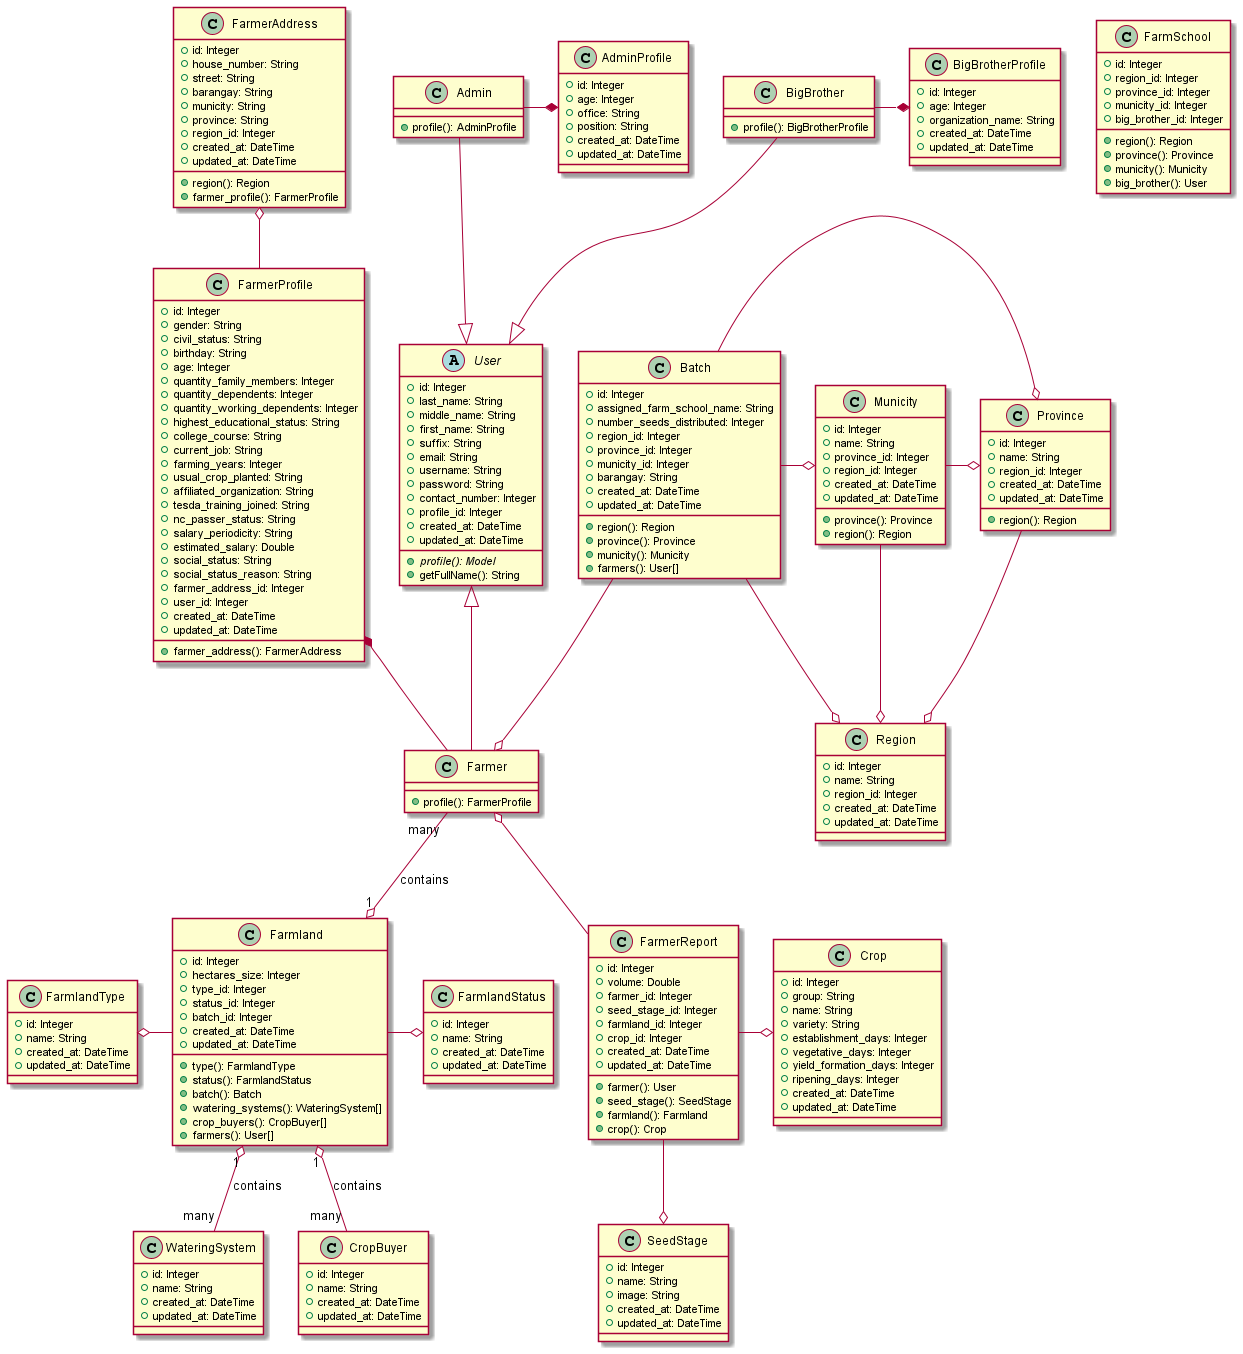 C FarmerAddress
id: Integer
house_number: String
street: String
barangay: String
municity: String
province: String
region_id: Integer
created_at: DateTime
updated_at: DateTime
region(): Region
farmer_profile(): FarmerProfile
C Admin
profile(): AdminProfile
C AdminProfile
id: Integer
age: Integer
office: String
position: String
created_at: DateTime
updated_at: DateTime
C BigBrother
profile(): BigBrotherProfile
C BigBrotherProfile
id: Integer
age: Integer
organization_name: String
created_at: DateTime
updated_at: DateTime
C FarmSchool
id: Integer
region_id: Integer
province_id: Integer
municity_id: Integer
big_brother_id: Integer
region(): Region
province(): Province
municity(): Municity
big_brother(): User
C FarmerProfile
id: Integer
gender: String
civil_status: String
birthday: String
age: Integer
quantity_family_members: Integer
quantity_dependents: Integer
quantity_working_dependents: Integer
highest_educational_status: String
college_course: String
current_job: String
farming_years: Integer
usual_crop_planted: String
affiliated_organization: String
tesda_training_joined: String
nc_passer_status: String
salary_periodicity: String
estimated_salary: Double
social_status: String
social_status_reason: String
farmer_address_id: Integer
user_id: Integer
created_at: DateTime
updated_at: DateTime
farmer_address(): FarmerAddress
A User
id: Integer
last_name: String
middle_name: String
first_name: String
suffix: String
email: String
username: String
password: String
contact_number: Integer
profile_id: Integer
created_at: DateTime
updated_at: DateTime
profile(): Model
getFullName(): String
C Batch
id: Integer
assigned_farm_school_name: String
number_seeds_distributed: Integer
region_id: Integer
province_id: Integer
municity_id: Integer
barangay: String
created_at: DateTime
updated_at: DateTime
region(): Region
province(): Province
municity(): Municity
farmers(): User[]
C Municity
id: Integer
name: String
province_id: Integer
region_id: Integer
created_at: DateTime
updated_at: DateTime
province(): Province
region(): Region
C Province
id: Integer
name: String
region_id: Integer
created_at: DateTime
updated_at: DateTime
region(): Region
C Farmer
profile(): FarmerProfile
C Region
id: Integer
name: String
region_id: Integer
created_at: DateTime
updated_at: DateTime
many
contains
1
C Farmland
id: Integer
hectares_size: Integer
type_id: Integer
status_id: Integer
batch_id: Integer
created_at: DateTime
updated_at: DateTime
type(): FarmlandType
status(): FarmlandStatus
batch(): Batch
watering_systems(): WateringSystem[]
crop_buyers(): CropBuyer[]
farmers(): User[]
C FarmlandType
id: Integer
name: String
created_at: DateTime
updated_at: DateTime
C FarmlandStatus
id: Integer
name: String
created_at: DateTime
updated_at: DateTime
C FarmerReport
id: Integer
volume: Double
farmer_id: Integer
seed_stage_id: Integer
farmland_id: Integer
crop_id: Integer
created_at: DateTime
updated_at: DateTime
farmer(): User
seed_stage(): SeedStage
farmland(): Farmland
crop(): Crop
C Crop
id: Integer
group: String
name: String
variety: String
establishment_days: Integer
vegetative_days: Integer
yield_formation_days: Integer
ripening_days: Integer
created_at: DateTime
updated_at: DateTime
1
contains
many
1
contains
many
C WateringSystem
id: Integer
name: String
created_at: DateTime
updated_at: DateTime
C CropBuyer
id: Integer
name: String
created_at: DateTime
updated_at: DateTime
C SeedStage
id: Integer
name: String
image: String
created_at: DateTime
updated_at: DateTime